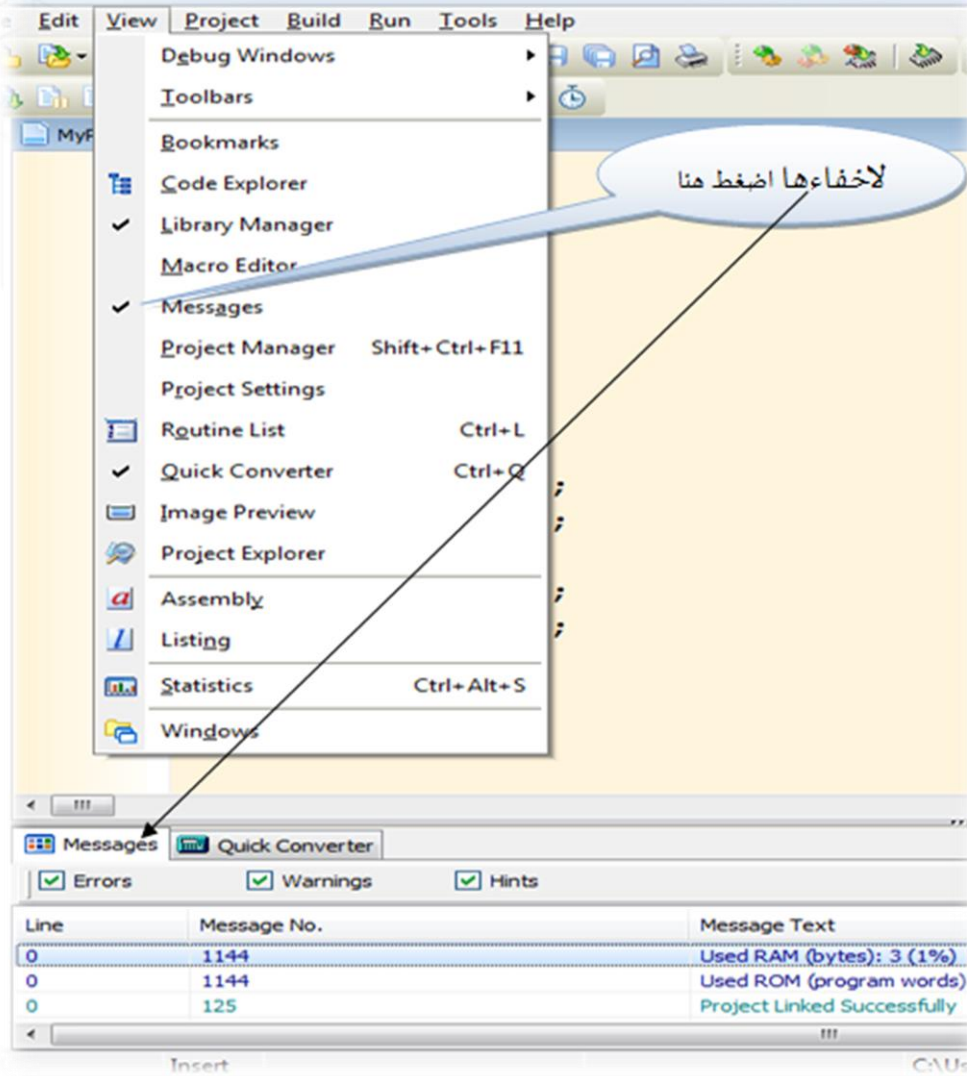 Edit View Project Build Run Tools Help
Debug Windows
Toolbars
Bookmarks
Code Explorer
Library Manager
Macro Editor
Messages
Project Manager Shift+Ctrl+F11
Project Settings
Routine List Ctrl+L
Quick Converter Ctrl+Q
Image Preview
Project Explorer
Assembly
Listing
Statistics Ctrl+Alt+S
Windows
لاخفاءها اضغط هنا
;
;
;
;
Messages Quick Converter
Errors Warnings Hints
Line Message No. Message Text
0 1144 Used RAM (bytes): 3 (1%)
0 1144 Used ROM (program words)
0 125 Project Linked Successfully
Insert